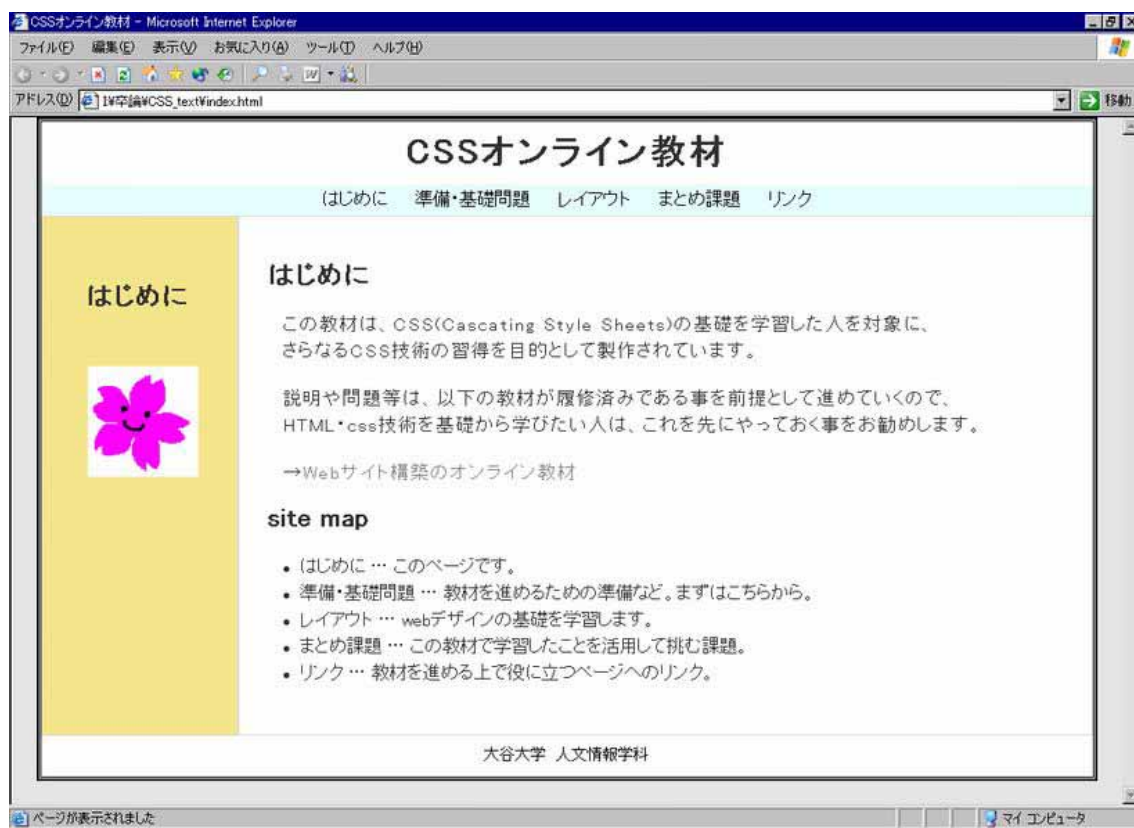 CSSオンライン教材 - Microsoft Internet Explorer
ファイル(F) 編集(E) 表示(V) お気に入り(A) ツール(T) ヘルプ(H)
アドレス(D) I¥卒論¥CSS_text¥index.html 移動
CSSオンライン教材
はじめに 準備・基礎問題 レイアウト まとめ課題 リンク
はじめに
はじめに
この教材は、CSS(Cascating Style Sheets)の基礎を学習した人を対象に、
さらなるCSS技術の習得を目的として製作されています。
説明や問題等は、以下の教材が履修済みである事を前提として進めていくので、
HTML・css技術を基礎から学びたい人は、これを先にやっておく事をお勧めします。
→Webサイト構築のオンライン教材
site map
• はじめに … このページです。
• 準備・基礎問題 … 教材を進めるための準備など。まずはこちらから。
• レイアウト … webデザインの基礎を学習します。
• まとめ課題 … この教材で学習したことを活用して挑む課題。
• リンク … 教材を進める上で役に立つページへのリンク。
大谷大学 人文情報学科
ページが表示されました マイ コンピュータ